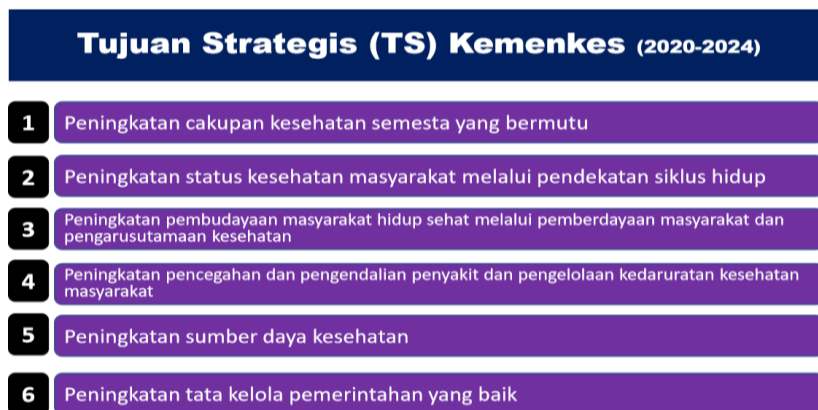 Tujuan Strategis (TS) Kemenkes (2020-2024)
1 Peningkatan cakupan kesehatan semesta yang bermutu
2 Peningkatan status kesehatan masyarakat melalui pendekatan siklus hidup
3 Peningkatan pembudayaan masyarakat hidup sehat melalui pemberdayaan masyarakat dan
pengarusutamaan kesehatan
4 Peningkatan pencegahan dan pengendalian penyakit dan pengelolaan kedaruratan kesehatan
masyarakat
5 Peningkatan sumber daya kesehatan
6 Peningkatan tata kelola pemerintahan yang baik